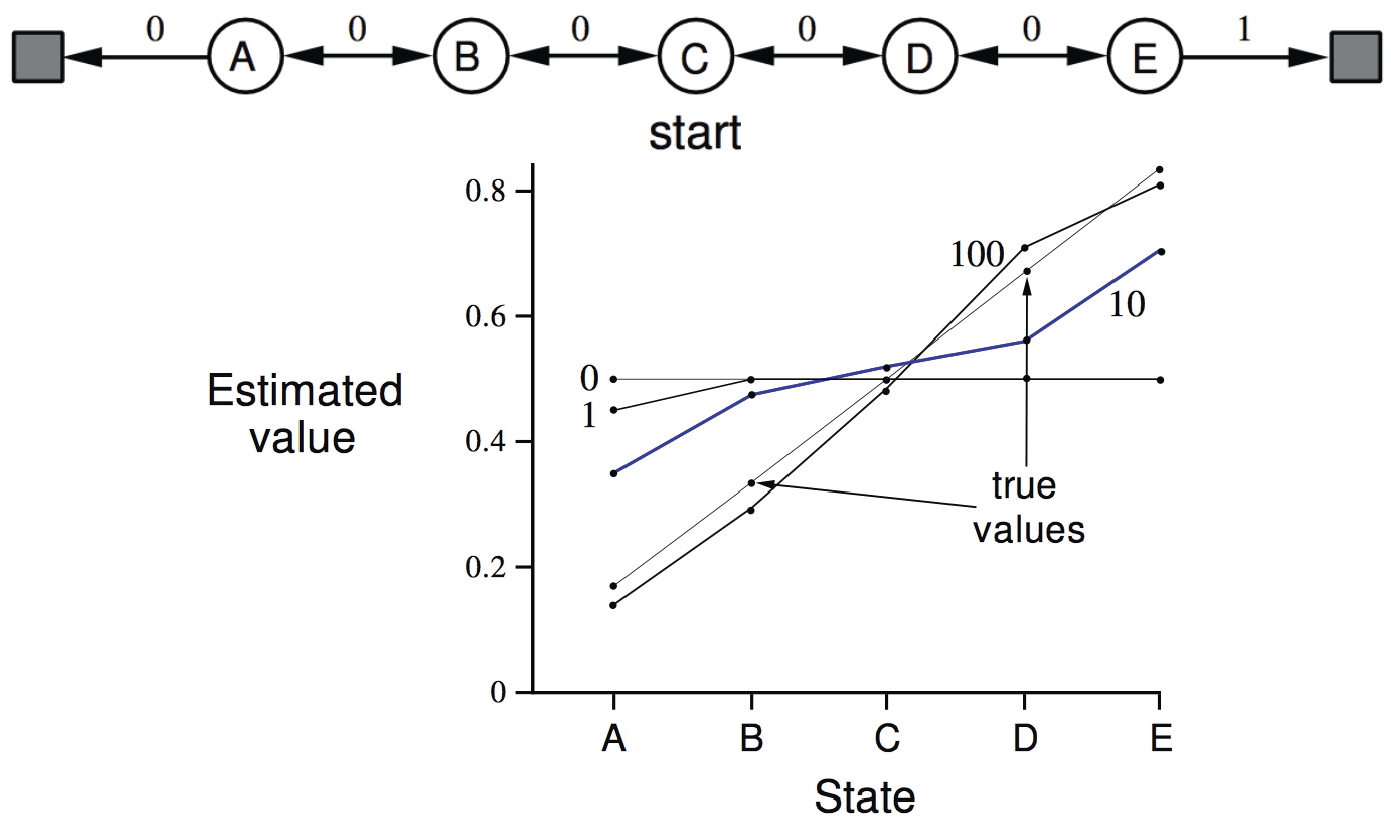 0 0 0 0 0 1
A B C D E
start
0.8
100
0.6
10
0
Estimated
value
1
0.4
true
values
0.2
0
A B C D E
State